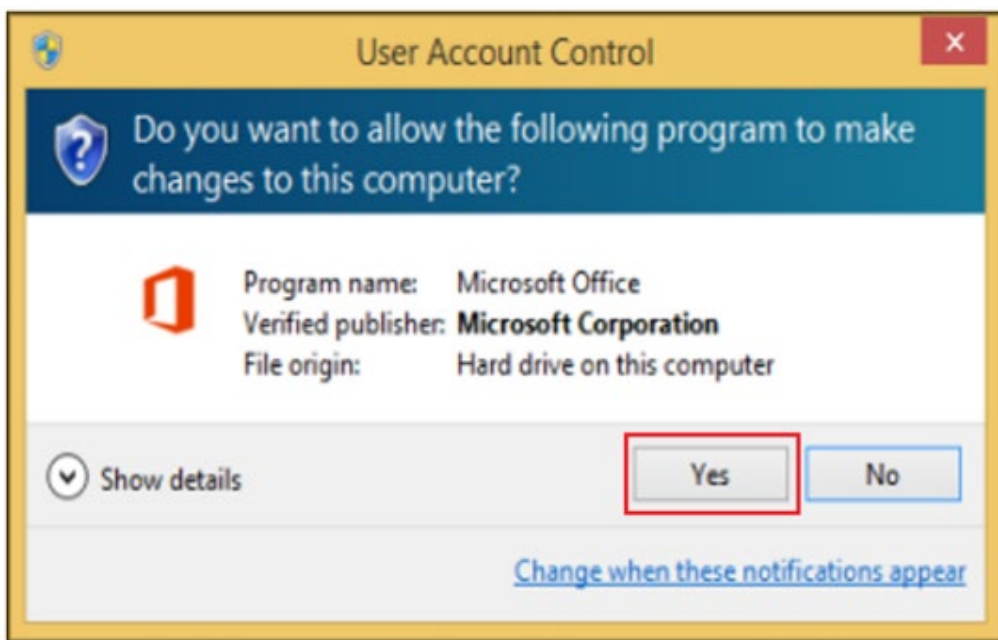 User Account Control
Do you want to allow the following program to make
changes to this computer?
Program name: Microsoft Office
Verified publisher: Microsoft Corporation
File origin: Hard drive on this computer
Show details
Yes
No
Change when these notifications appear